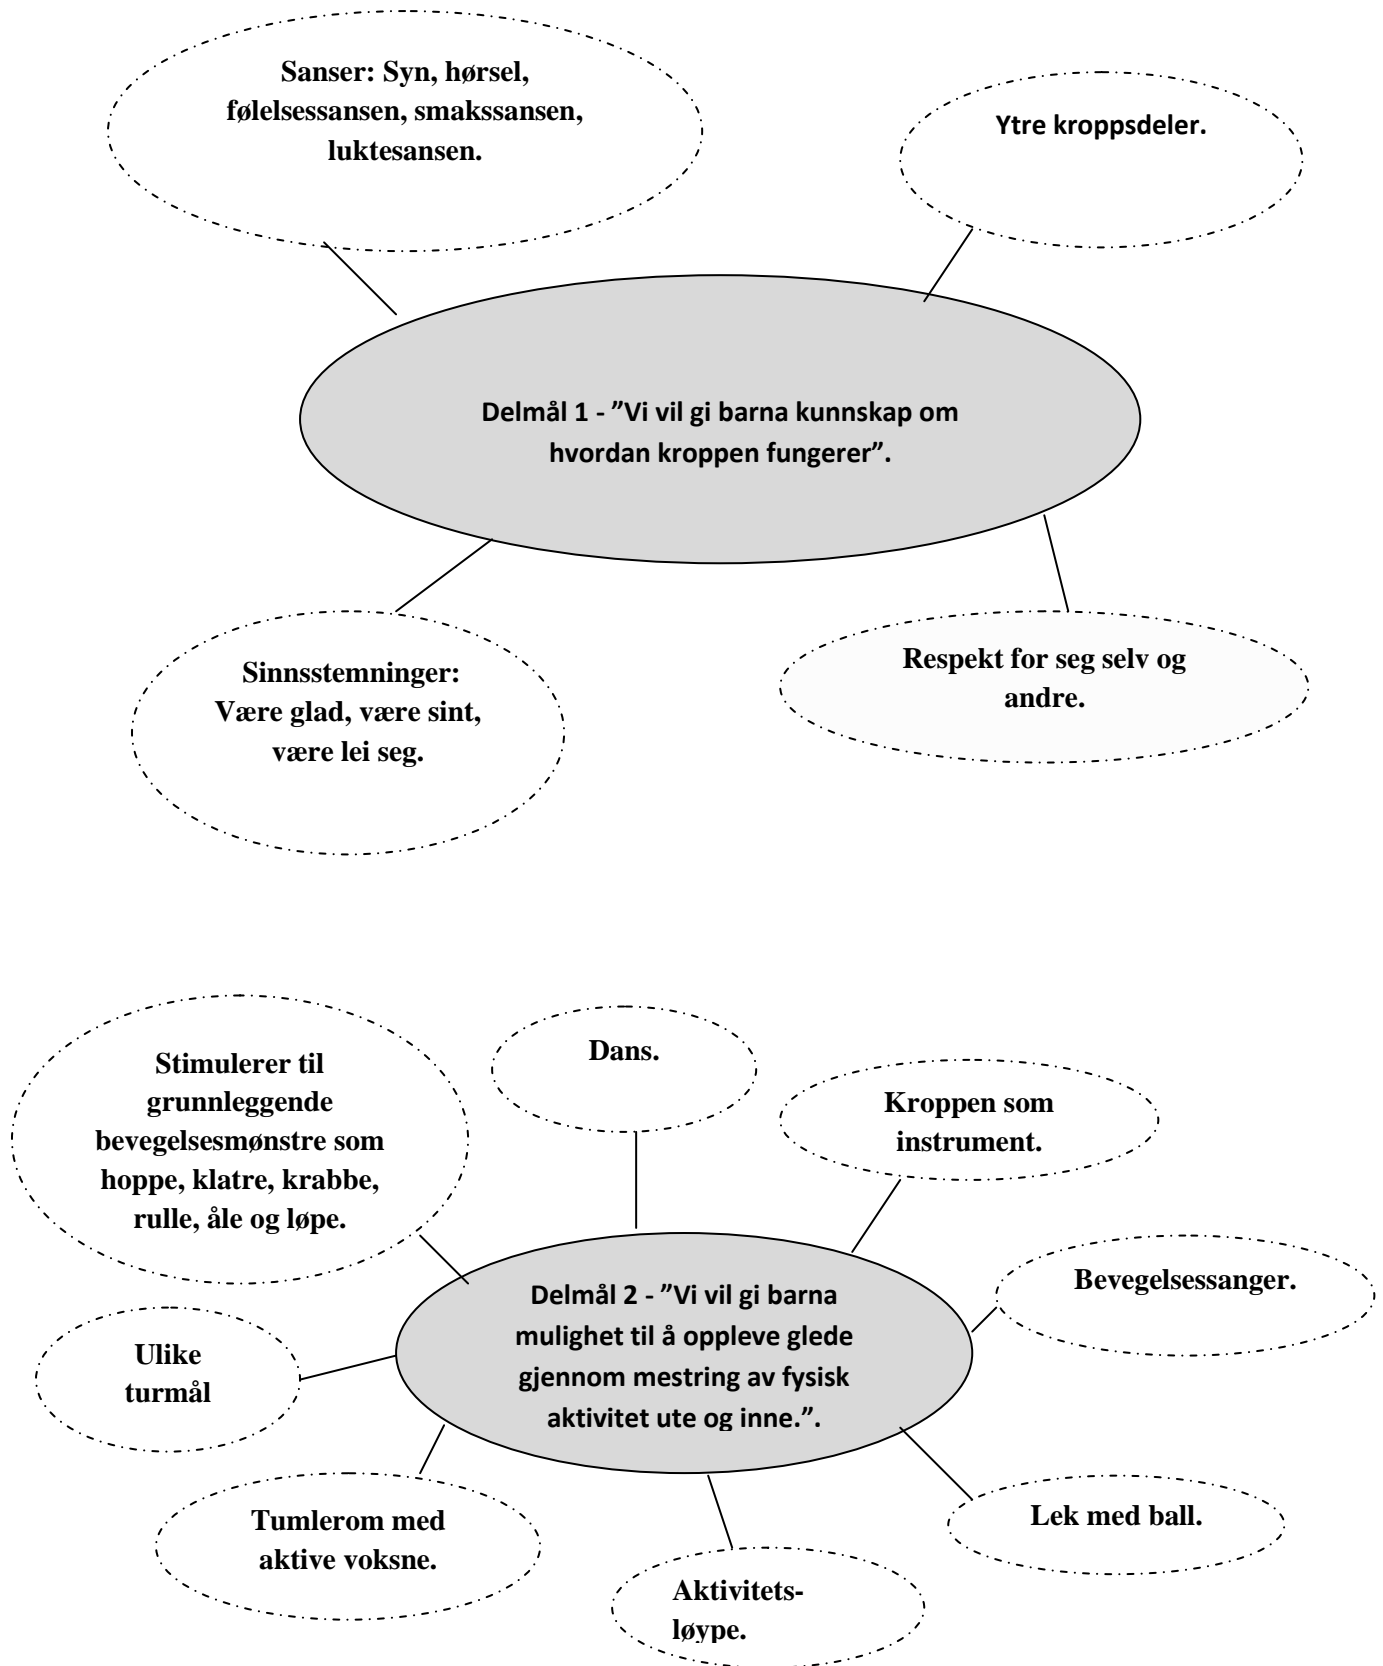 Sanser: Syn, hørsel,
følelsessansen, smakssansen,
luktesansen.
Ytre kroppsdeler.
Delmål 1 - ”Vi vil gi barna kunnskap om
hvordan kroppen fungerer”.
Sinnsstemninger:
Være glad, være sint,
være lei seg.
Respekt for seg selv og
andre.
Stimulerer til
grunnleggende
bevegelsesmønstre som
hoppe, klatre, krabbe,
rulle, åle og løpe.
Dans.
Kroppen som
instrument.
Bevegelsessanger.
Delmål 2 - ”Vi vil gi barna
mulighet til å oppleve glede
gjennom mestring av fysisk
aktivitet ute og inne.”.
Ulike
turmål
Tumlerom med
aktive voksne.
Aktivitets-
løype.
Lek med ball.